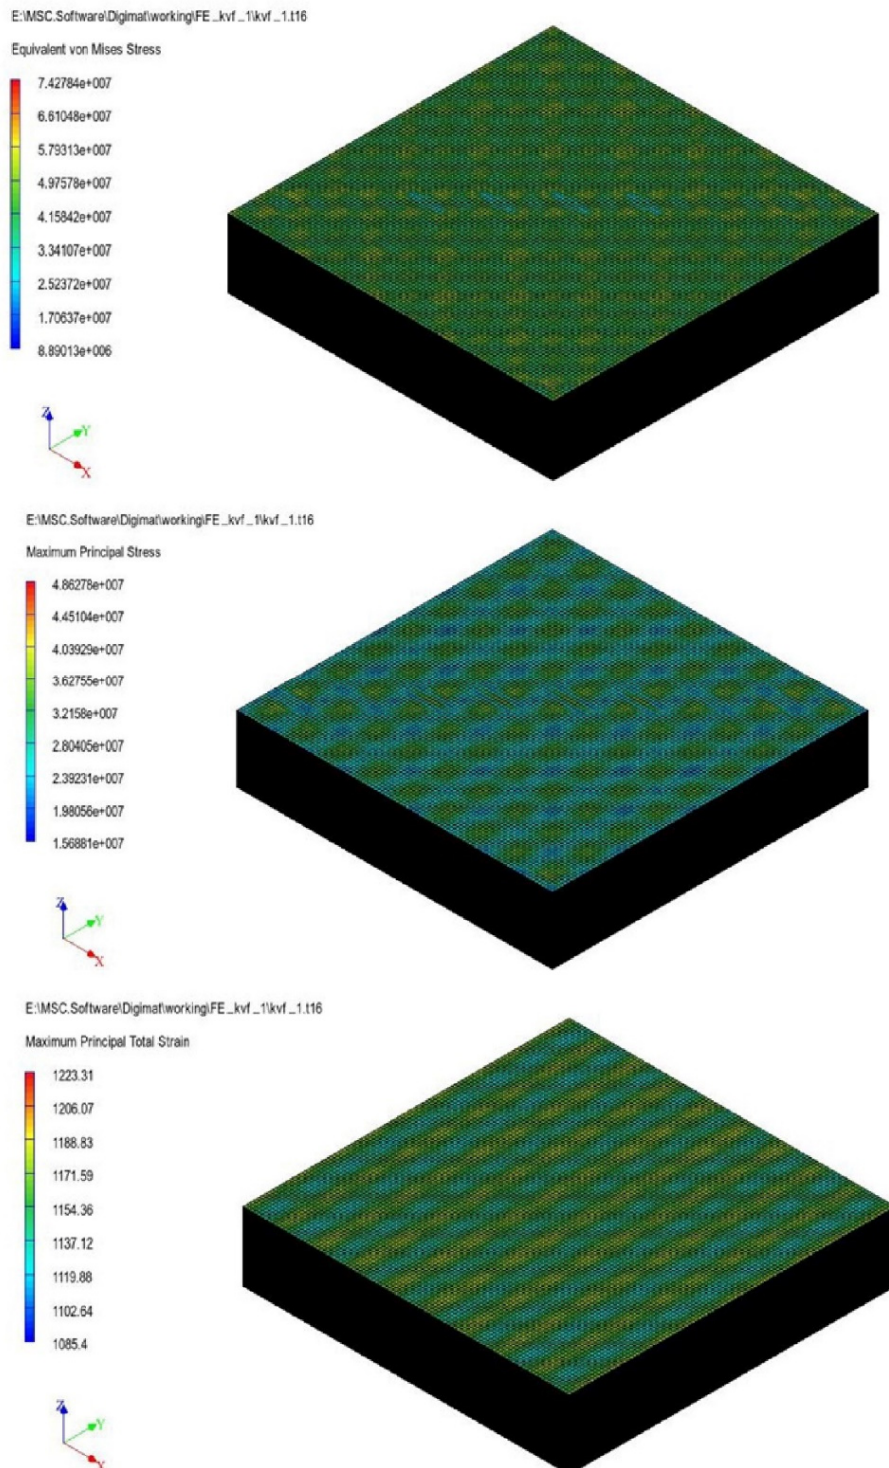 E:\MSC.Software\Digimat\working\FE_kvf_1\kvf_1.t16
Equivalent von Mises Stress
7.42784e+007
6.61048e+007
5.79313e+007
4.97578e+007
4.15842e+007
3.34107e+007
2.52372e+007
1.70637e+007
8.89013e+006
Z
Y
X
E:\MSC.Software\Digimat\working\FE_kvf_1\kvf_1.t16
Maximum Principal Stress
4.86278e+007
4.45104e+007
4.03929e+007
3.62755e+007
3.2158e+007
2.80405e+007
2.39231e+007
1.98056e+007
1.56881e+007
Z
Y
X
E:\MSC.Software\Digimat\working\FE_kvf_1\kvf_1.t16
Maximum Principal Total Strain
1223.31
1206.07
1188.83
1171.59
1154.36
1137.12
1119.88
1102.64
1085.4
Z
Y
X